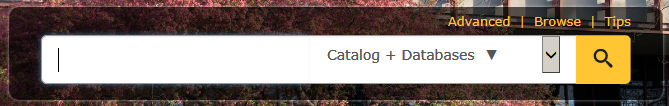 Advanced | Browse | Tips
Catalog + Databases ▼